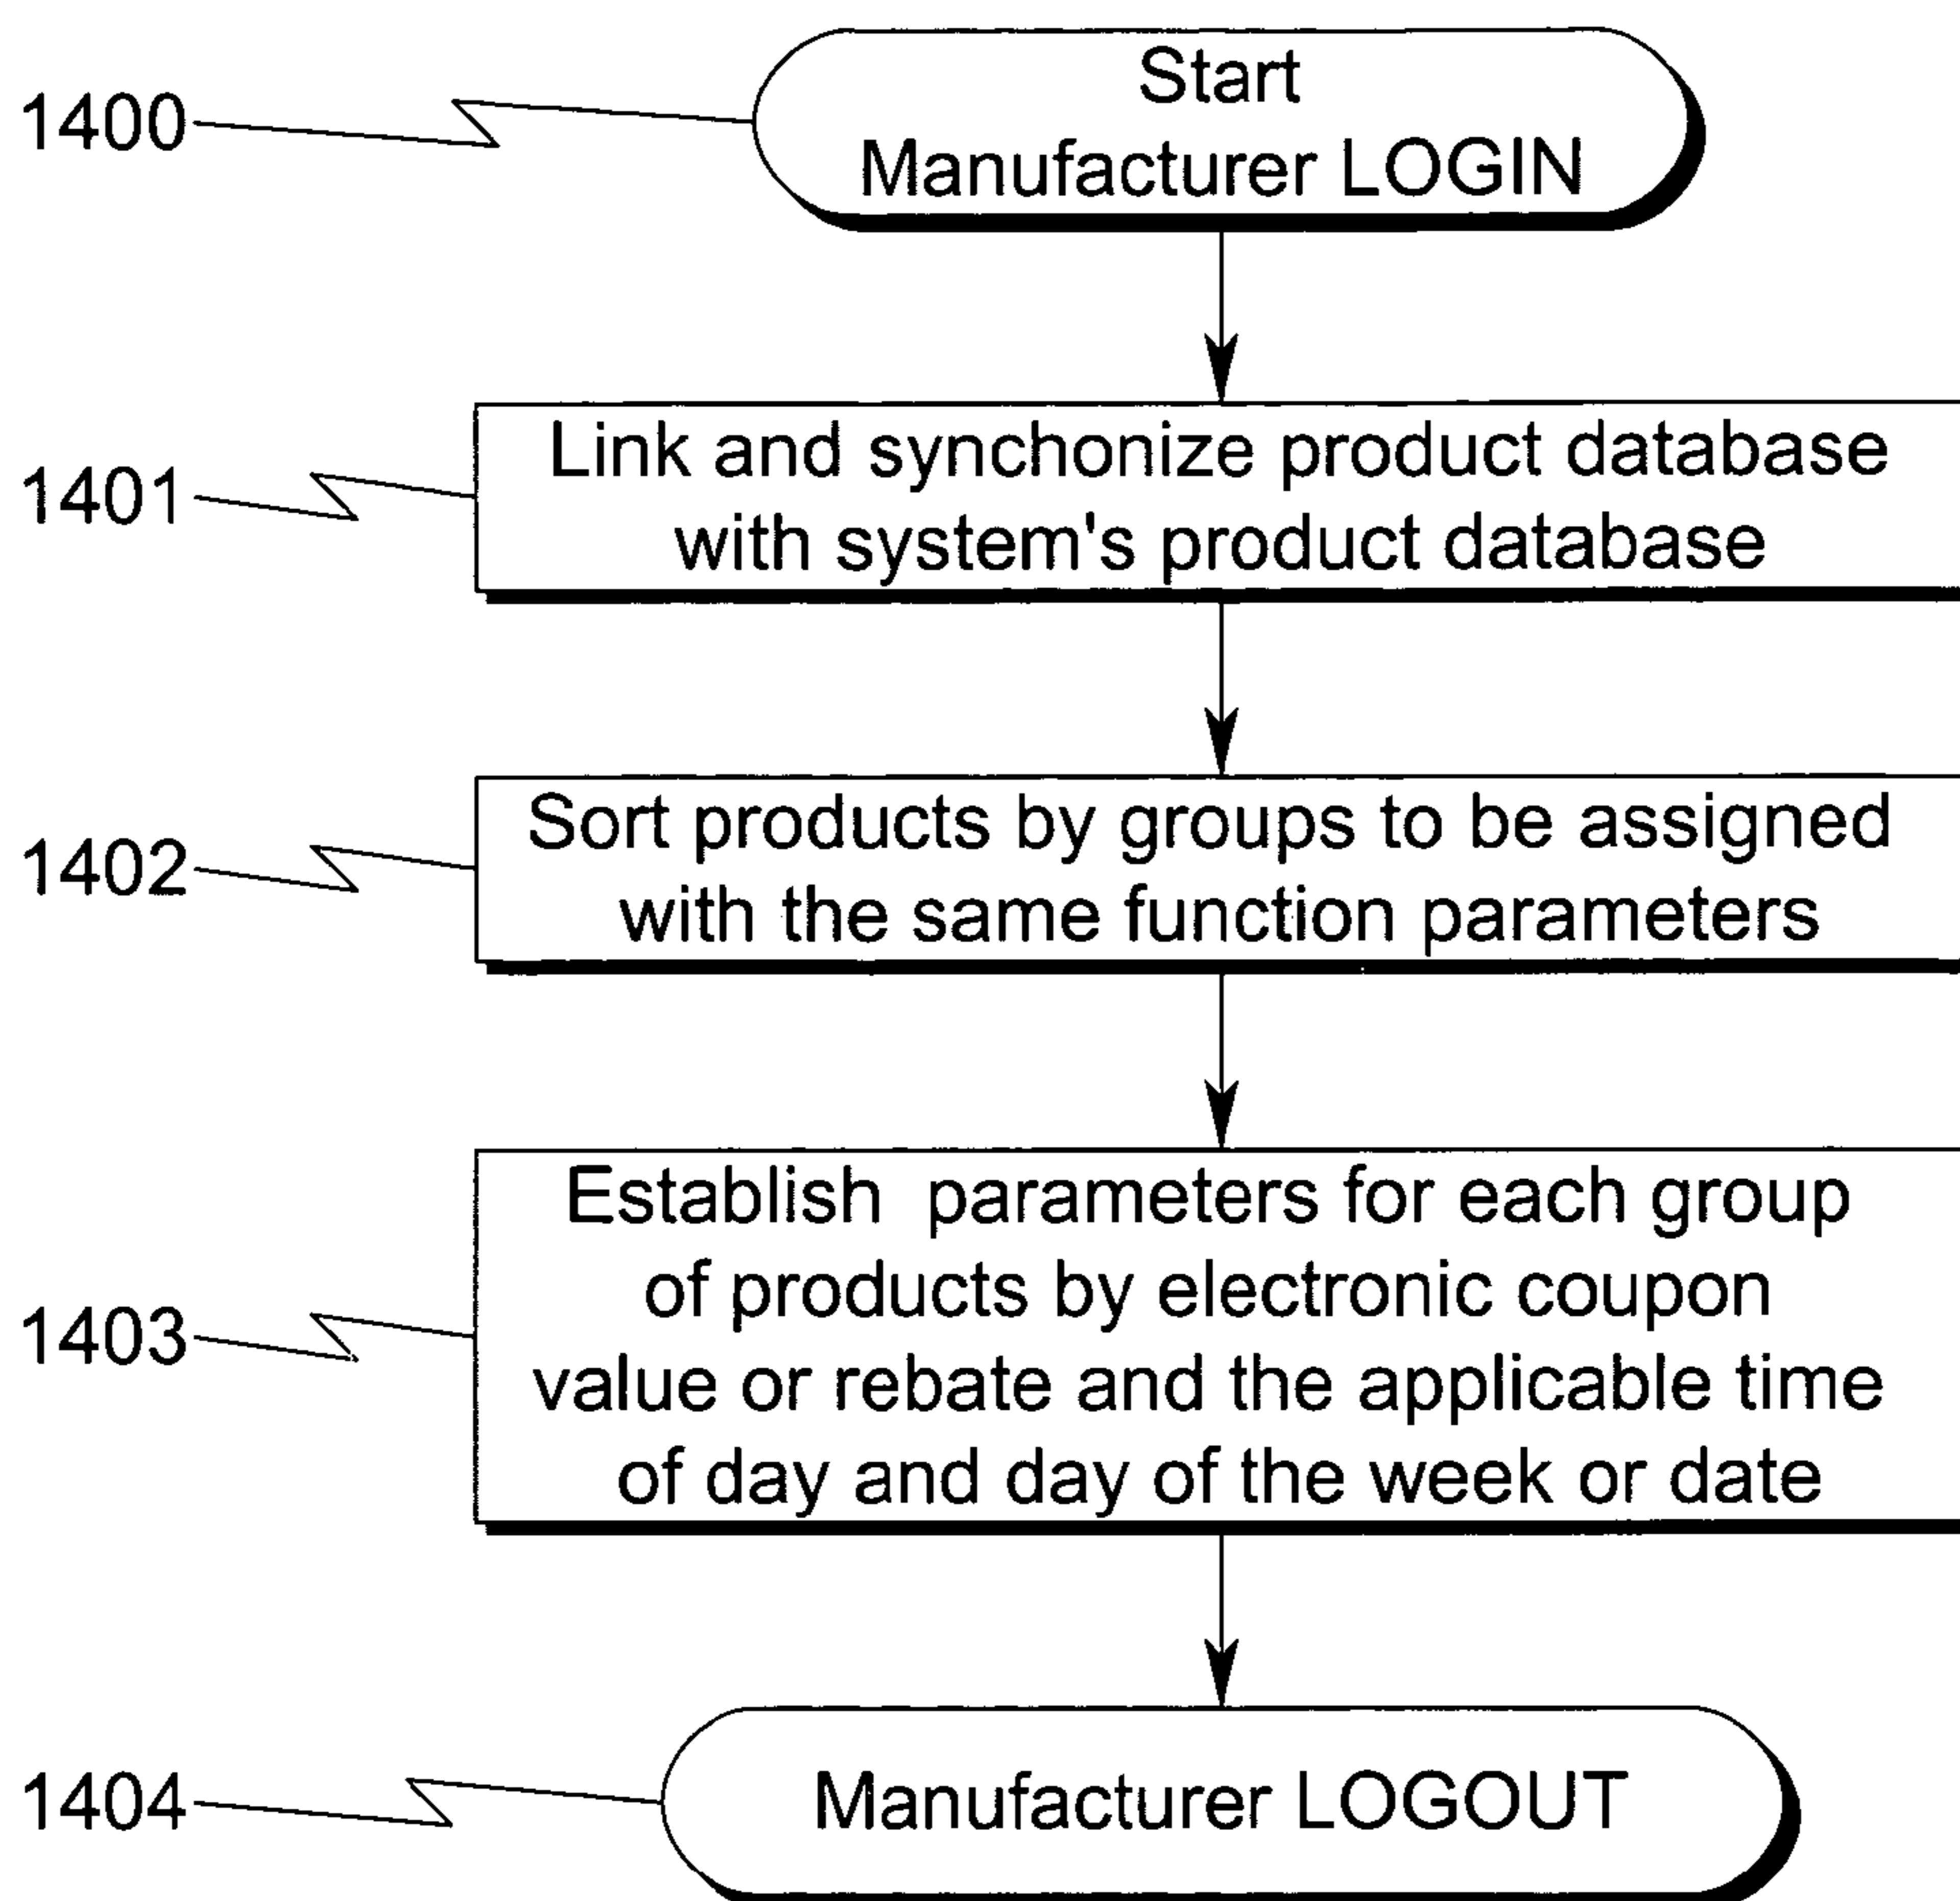 1400
Start
Manufacturer LOGIN
1401
Link and synchonize product database
with system's product database
1402
Sort products by groups to be assigned
with the same function parameters
1403
Establish parameters for each group
of products by electronic coupon
value or rebate and the applicable time
of day and day of the week or date
1404
Manufacturer LOGOUT